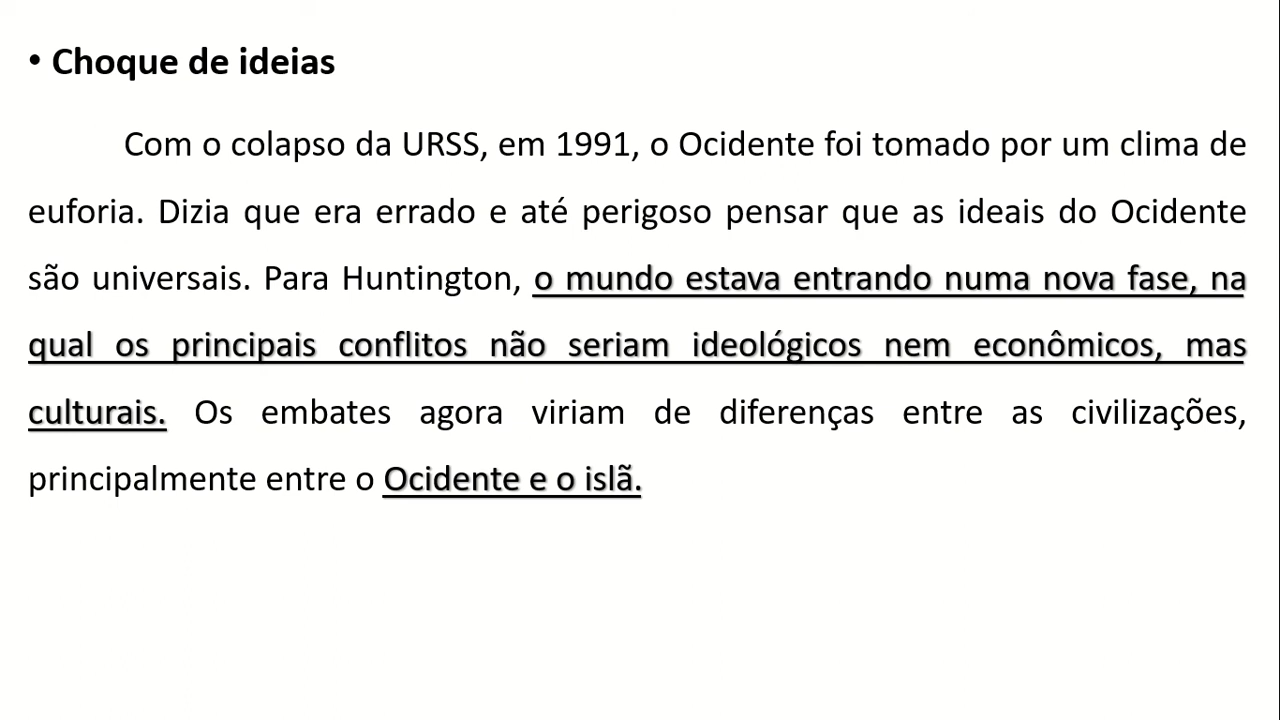 • Choque de ideias
Com o colapso da URSS, em 1991, o Ocidente foi tomado por um clima de
euforia. Dizia que era errado e até perigoso pensar que as ideais do Ocidente
são universais. Para Huntington, o mundo estava entrando numa nova fase, na
qual os principais conflitos não seriam ideológicos nem econômicos, mas
culturais. Os embates agora viriam de diferenças entre as civilizações,
principalmente entre o Ocidente e o islã.